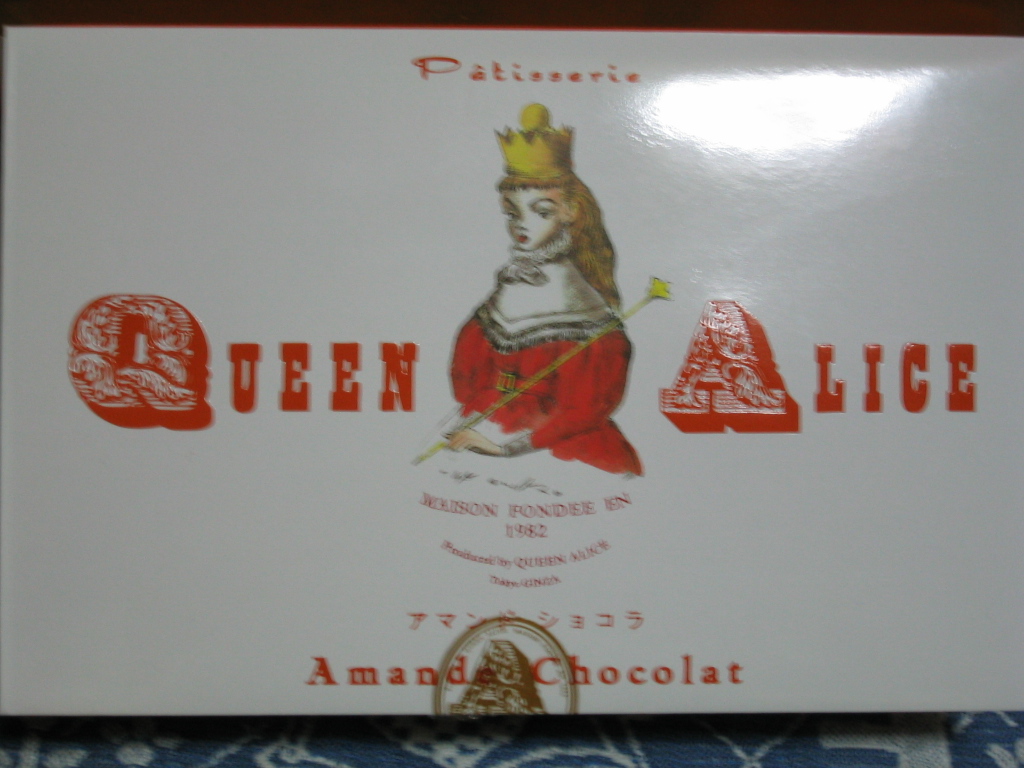 Pâtisserie
QUEEN ALICE
MAISON FONDEE EN
1982
Produced by QUEEN ALICE
アマンド ショコラ
Amande Chocolat